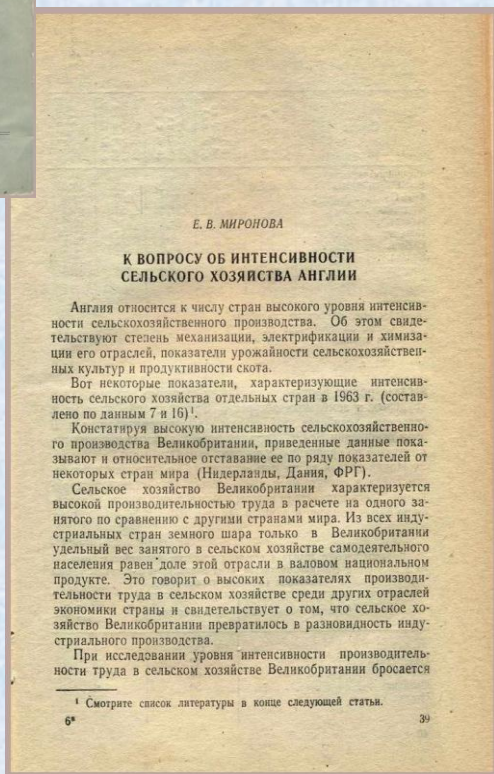 Е. В. МИРОНОВА
К ВОПРОСУ ОБ ИНТЕНСИВНОСТИ
СЕЛЬСКОГО ХОЗЯЙСТВА АНГЛИИ
Англия относится к числу стран высокого уровня интенсив-
ности сельскохозяйственного производства. Об этом свиде-
тельствуют степень механизации, электрификации и химиза-
ции его отраслей, показатели урожайности сельскохозяйствен-
ных культур и продуктивности скота.
Вот некоторые показатели, характеризующие интенсив-
ность сельского хозяйства отдельных стран в 1963 г. (состав-
лено по данным 7 и 16)¹.
Констатируя высокую интенсивность сельскохозяйственно-
го производства Великобритании, приведенные данные пока-
зывают и относительное отставание ее по ряду показателей от
некоторых стран мира (Нидерланды, Дания, ФРГ).
Сельское хозяйство Великобритании характеризуется
высокой производительностью труда в расчете на одного за-
нятого по сравнению с другими странами мира. Из всех инду-
стриальных стран земного шара только в Великобритании
удельный вес занятого в сельском хозяйстве самодеятельного
населения равен доле этой отрасли в валовом национальном
продукте. Это говорит о высоких показателях производи-
тельности труда в сельском хозяйстве среди других отраслей
экономики страны и свидетельствует о том, что сельское хо-
зяйство Великобритании превратилось в разновидность инду-
стриального производства.
При исследовании уровня интенсивности производитель-
ности труда в сельском хозяйстве Великобритании бросается
¹ Смотрите список литературы в конце следующей статьи.
6* 39